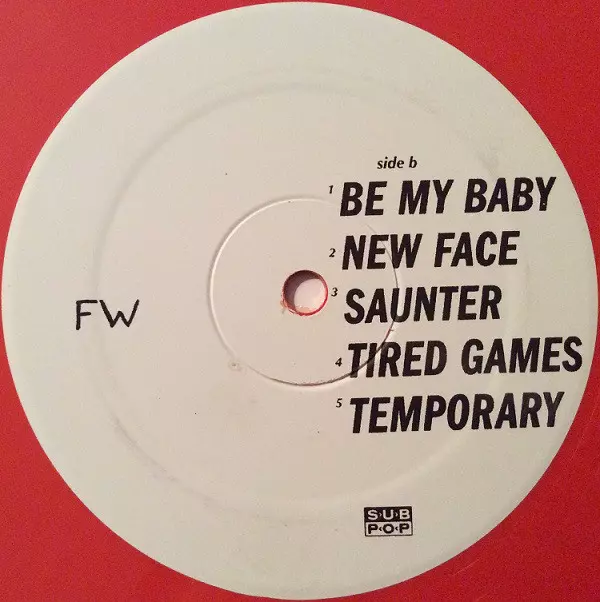 side b
1 BE MY BABY
2 NEW FACE
3 SAUNTER
4 TIRED GAMES
5 TEMPORARY
FW
SUB
POP